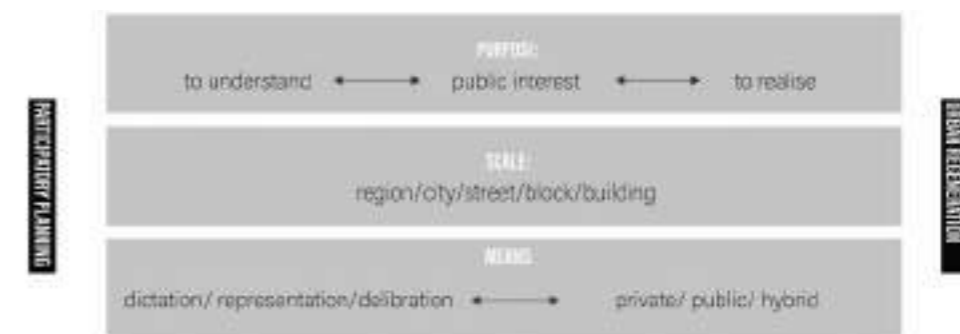 PARTICIPATORY PLANNING
PURPOSE:
to understand public interest to realise
SCALE:
region/city/street/block/building
MEANS:
dictation/ representation/delibration private/ public/ hybrid
URBAN REGENERATION